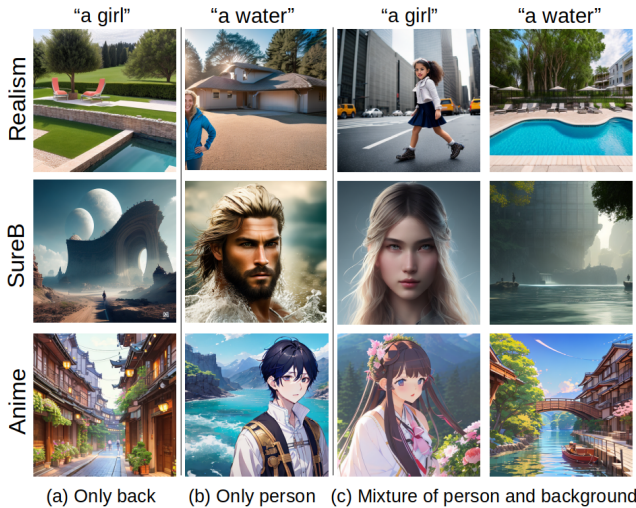 “a girl” “a water” “a girl” “a water”
Realism
SureB
Anime
(a) Only back (b) Only person (c) Mixture of person and background